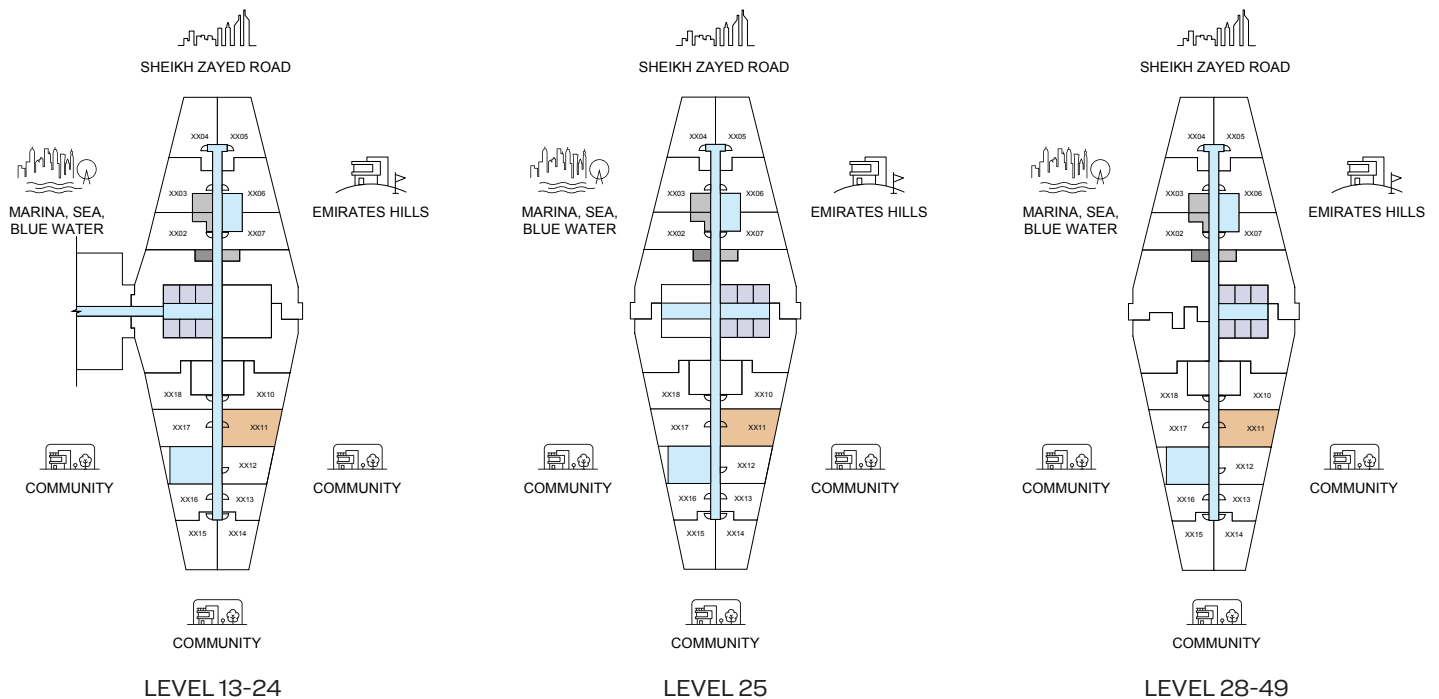 SHEIKH ZAYED ROAD
XX04
XX05
MARINA, SEA,
BLUE WATER
EMIRATES HILLS
XX03
XX06
XX02
XX07
XX18
XX10
XX17
XX11
XX12
COMMUNITY
COMMUNITY
XX16
XX13
XX15
XX14
COMMUNITY
LEVEL 13-24
SHEIKH ZAYED ROAD
XX04
XX05
MARINA, SEA,
BLUE WATER
EMIRATES HILLS
XX03
XX06
XX02
XX07
XX18
XX10
XX17
XX11
XX12
COMMUNITY
COMMUNITY
XX16
XX13
XX15
XX14
COMMUNITY
LEVEL 25
SHEIKH ZAYED ROAD
XX04
XX05
MARINA, SEA,
BLUE WATER
EMIRATES HILLS
XX03
XX06
XX02
XX07
XX18
XX10
XX17
XX11
XX12
COMMUNITY
COMMUNITY
XX16
XX13
XX15
XX14
COMMUNITY
LEVEL 28-49